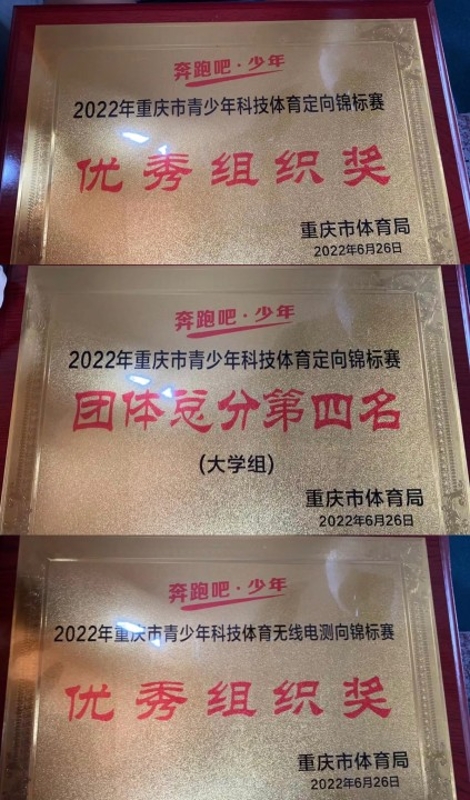 奔跑吧·少年
2022年重庆市青少年科技体育定向锦标赛
优秀组织奖
重庆市体育局
2022年6月26日
奔跑吧·少年
2022年重庆市青少年科技体育定向锦标赛
团体总分第四名
(大学组)
重庆市体育局
2022年6月26日
奔跑吧·少年
2022年重庆市青少年科技体育无线电测向锦标赛
优秀组织奖
重庆市体育局
2022年6月26日